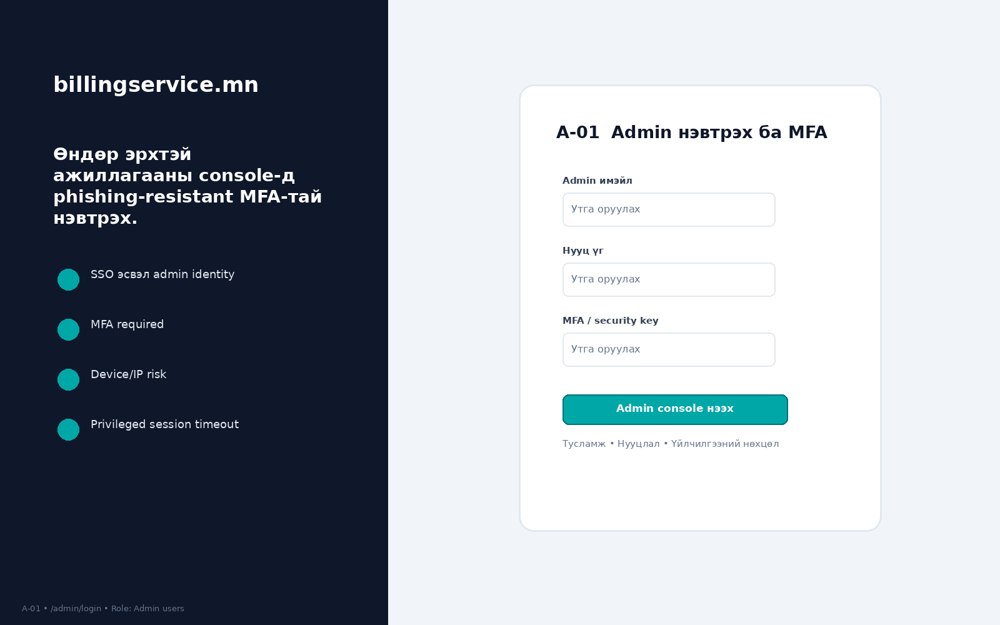 billingservice.mn
Өндөр эрхтэй
ажиллагааны console-д
phishing-resistant MFA-тай
нэвтрэх.
SSO эсвэл admin identity
MFA required
Device/IP risk
Privileged session timeout
A-01 • /admin/login • Role: Admin users
A-01  Admin нэвтрэх ба MFA
Admin имэйл
Утга оруулах
Нууц үг
Утга оруулах
MFA / security key
Утга оруулах
Admin console нээх
Тусламж • Нууцлал • Үйлчилгээний нөхцөл